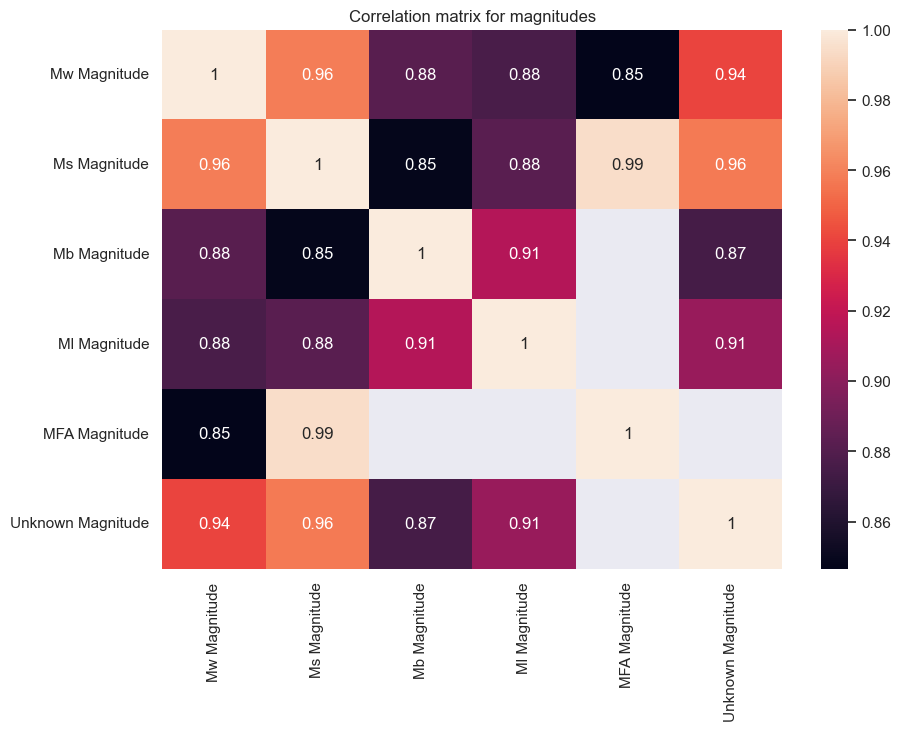 Correlation matrix for magnitudes
Mw Magnitude 1 0.96 0.88 0.88 0.85 0.94
Ms Magnitude 0.96 1 0.85 0.88 0.99 0.96
Mb Magnitude 0.88 0.85 1 0.91 0.87
Ml Magnitude 0.88 0.88 0.91 1 0.91
MFA Magnitude 0.85 0.99 1
Unknown Magnitude 0.94 0.96 0.87 0.91 1
Mw Magnitude
Ms Magnitude
Mb Magnitude
Ml Magnitude
MFA Magnitude
Unknown Magnitude
1.00
0.98
0.96
0.94
0.92
0.90
0.88
0.86